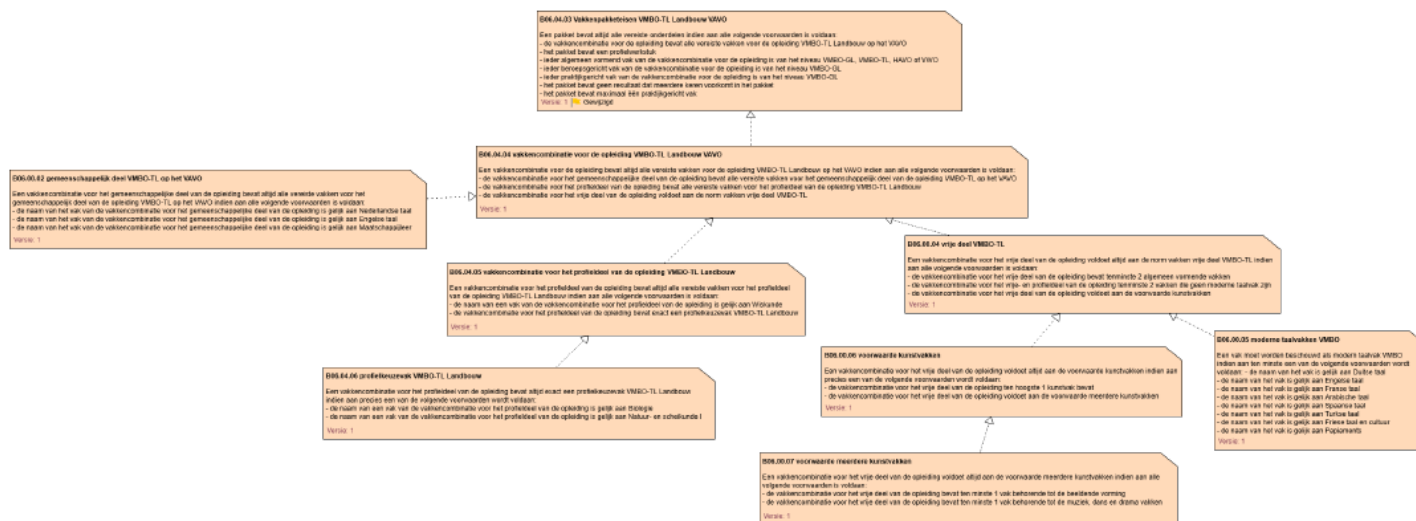 B06.04.03 Vakkenpakketeisen VMBO-TL Landbouw VAVO
Een pakket bevat altijd alle vereiste onderdelen indien aan alle volgende voorwaarden is voldaan:
- de vakkencombinatie voor de opleiding bevat alle vereiste vakken voor de opleiding VMBO-TL Landbouw op het VAVO
- het pakket bevat een profielwerkstuk
- ieder algemeen vormend vak van de vakkencombinatie voor de opleiding is van het niveau VMBO-GL, VMBO-TL, HAVO of VWO
- ieder beroepsgericht vak van de vakkencombinatie voor de opleiding is van het niveau VMBO-GL
- ieder praktijkgericht vak van de vakkencombinatie voor de opleiding is van het niveau VMBO-GL
- het pakket bevat geen resultaat dat meerdere keren voorkomt in het pakket
- het pakket bevat maximaal één praktijkgericht vak
Versie: 1 Gewijzigd
B06.04.04 vakkencombinatie voor de opleiding VMBO-TL Landbouw VAVO
Een vakkencombinatie voor de opleiding bevat altijd alle vereiste vakken voor de opleiding VMBO-TL Landbouw op het VAVO indien aan alle volgende voorwaarden is voldaan:
- de vakkencombinatie voor het gemeenschappelijke deel van de opleiding bevat alle vereiste vakken voor het gemeenschappelijk deel van de opleiding VMBO-TL op het VAVO
- de vakkencombinatie voor het profieldeel van de opleiding bevat alle vereiste vakken voor het profieldeel van de opleiding VMBO-TL Landbouw
- de vakkencombinatie voor het vrije deel van de opleiding voldoet aan de norm vakken vrije deel VMBO-TL
Versie: 1
B06.00.02 gemeenschappelijk deel VMBO-TL op het VAVO
Een vakkencombinatie voor het gemeenschappelijke deel van de opleiding bevat altijd alle vereiste vakken voor het
gemeenschappelijk deel van de opleiding VMBO-TL op het VAVO indien aan alle volgende voorwaarden is voldaan:
- de naam van het vak van de vakkencombinatie voor het gemeenschappelijke deel van de opleiding is gelijk aan Nederlandse taal
- de naam van het vak van de vakkencombinatie voor het gemeenschappelijke deel van de opleiding is gelijk aan Engelse taal
- de naam van het vak van de vakkencombinatie voor het gemeenschappelijke deel van de opleiding is gelijk aan Maatschappijleer
Versie: 1
B06.00.04 vrije deel VMBO-TL
Een vakkencombinatie voor het vrije deel van de opleiding voldoet altijd aan de norm vakken vrije deel VMBO-TL indien
aan alle volgende voorwaarden is voldaan:
- de vakkencombinatie voor het vrije deel van de opleiding bevat tenminste 2 algemeen vormende vakken
- de vakkencombinatie voor het vrije- en profieldeel van de opleiding tenminste 2 vakken die geen moderne taalvak zijn
- de vakkencombinatie voor het vrije deel van de opleiding voldoet aan de voorwaarde kunstvakken
Versie: 1
B06.04.05 vakkencombinatie voor het profieldeel van de opleiding VMBO-TL Landbouw
Een vakkencombinatie voor het profieldeel van de opleiding bevat altijd alle vereiste vakken voor het profieldeel
van de opleiding VMBO-TL Landbouw indien aan alle volgende voorwaarden is voldaan:
- de naam van een vak van de vakkencombinatie voor het profieldeel van de opleiding is gelijk aan Wiskunde
- de vakkencombinatie voor het profieldeel van de opleiding bevat exact een profielkeuzevak VMBO-TL Landbouw
Versie: 1
B06.00.05 moderne taalvakken VMBO
Een vak moet worden beschouwd als modern taalvak VMBO
indien aan ten minste een van de volgende voorwaarden wordt
voldaan: - de naam van het vak is gelijk aan Duitse taal
- de naam van het vak is gelijk aan Engelse taal
- de naam van het vak is gelijk aan Franse taal
- de naam van het vak is gelijk aan Arabische taal
- de naam van het vak is gelijk aan Spaanse taal
- de naam van het vak is gelijk aan Turkse taal
- de naam van het vak is gelijk aan Friese taal en cultuur
- de naam van het vak is gelijk aan Papiaments
Versie: 1
B06.00.06 voorwaarde kunstvakken
Een vakkencombinatie voor het vrije deel van de opleiding voldoet altijd aan de voorwaarde kunstvakken indien aan
precies een van de volgende voorwaarden wordt voldaan:
- de vakkencombinatie voor het vrije deel van de opleiding ten hoogste 1 kunstvak bevat
- de vakkencombinatie voor het vrije deel van de opleiding voldoet aan de voorwaarde meerdere kunstvakken
Versie: 1
B06.04.06 profielkeuzevak VMBO-TL Landbouw
Een vakkencombinatie voor het profieldeel van de opleiding bevat altijd exact een profielkeuzevak VMBO-TL Landbouw
indien aan precies een van de volgende voorwaarden wordt voldaan:
- de naam van een vak van de vakkencombinatie voor het profieldeel van de opleiding is gelijk aan Biologie
- de naam van een vak van de vakkencombinatie voor het profieldeel van de opleiding is gelijk aan Natuur- en scheikunde I
Versie: 1
B06.00.07 voorwaarde meerdere kunstvakken
Een vakkencombinatie voor het vrije deel van de opleiding voldoet altijd aan de voorwaarde meerdere kunstvakken indien aan alle
volgende voorwaarden is voldaan:
- de vakkencombinatie voor het vrije deel van de opleiding bevat ten minste 1 vak behorende tot de beeldende vorming
- de vakkencombinatie voor het vrije deel van de opleiding bevat ten minste 1 vak behorende tot de muziek, dans en drama vakken
Versie: 1